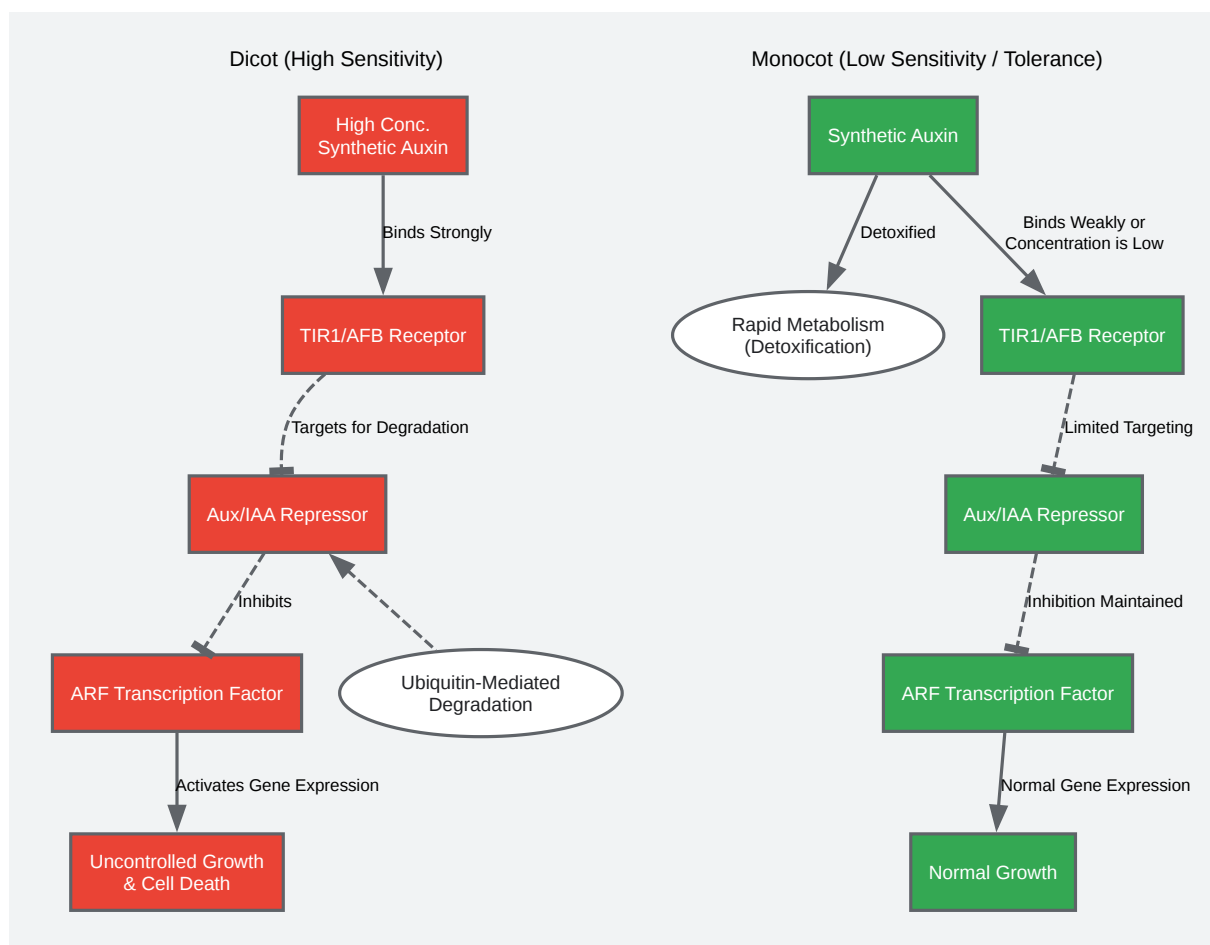 Dicot (High Sensitivity)
High Conc.
Synthetic Auxin
Binds Strongly
TIR1/AFB Receptor
Targets for Degradation
Aux/IAA Repressor
Inhibits
ARF Transcription Factor
Ubiquitin-Mediated
Degradation
Activates Gene Expression
Uncontrolled Growth
& Cell Death
Monocot (Low Sensitivity / Tolerance)
Synthetic Auxin
Detoxified
Binds Weakly or
Concentration is Low
Rapid Metabolism
(Detoxification)
TIR1/AFB Receptor
Limited Targeting
Aux/IAA Repressor
Inhibition Maintained
ARF Transcription Factor
Normal Gene Expression
Normal Growth